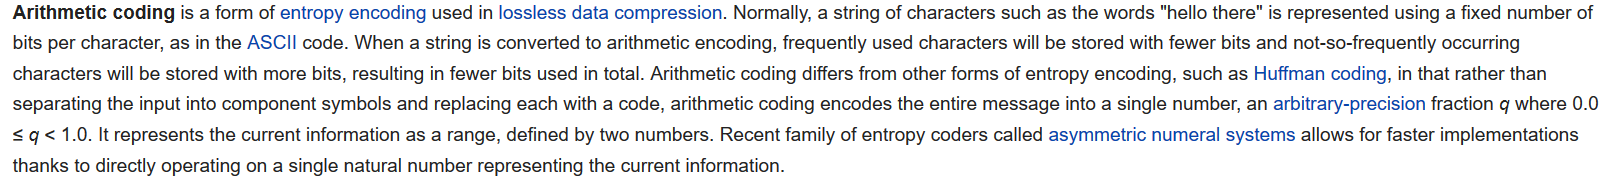 Arithmetic coding is a form of entropy encoding used in lossless data compression. Normally, a string of characters such as the words "hello there" is represented using a fixed number of
bits per character, as in the ASCII code. When a string is converted to arithmetic encoding, frequently used characters will be stored with fewer bits and not-so-frequently occurring
characters will be stored with more bits, resulting in fewer bits used in total. Arithmetic coding differs from other forms of entropy encoding, such as Huffman coding, in that rather than
separating the input into component symbols and replacing each with a code, arithmetic coding encodes the entire message into a single number, an arbitrary-precision fraction q where 0.0
≤ q < 1.0. It represents the current information as a range, defined by two numbers. Recent family of entropy coders called asymmetric numeral systems allows for faster implementations
thanks to directly operating on a single natural number representing the current information.